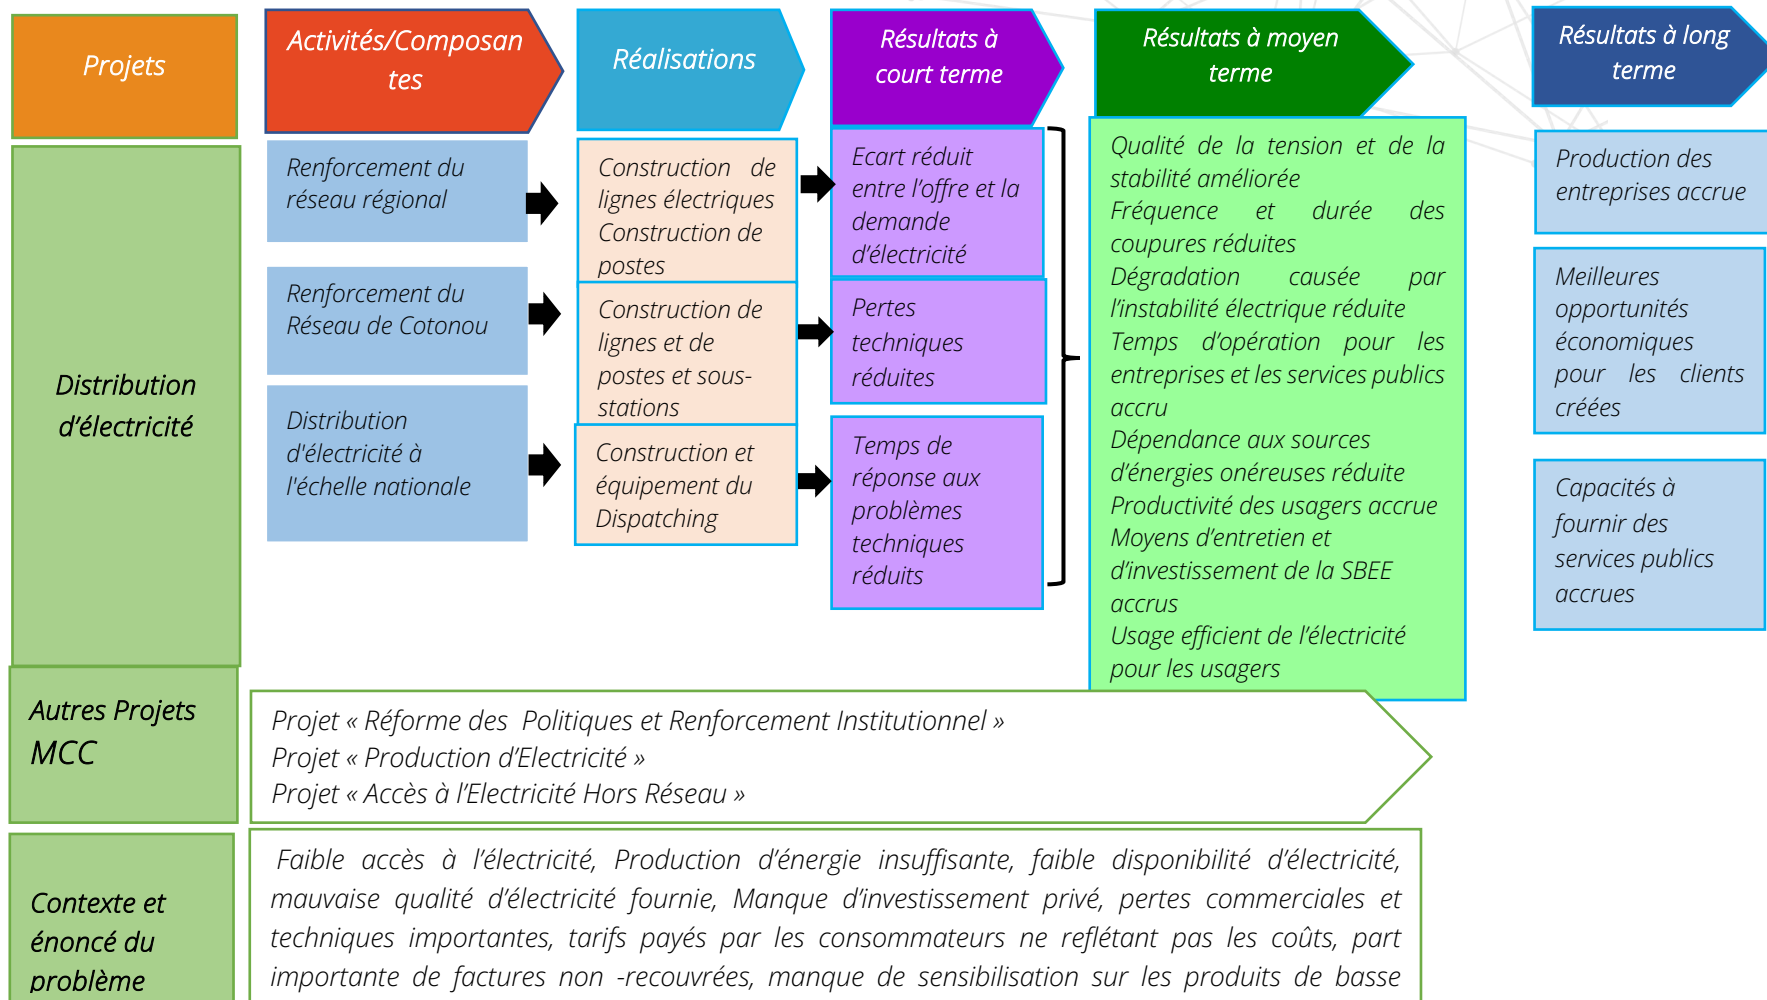 Projets
Activités/Composan
tes
Réalisations
Résultats à
court terme
Résultats à moyen
terme
Résultats à long
terme
Distribution
d’électricité
Renforcement du
réseau régional
Renforcement du
Réseau de Cotonou
Distribution
d'électricité à
l'échelle nationale
Construction de
lignes électriques
Construction de
postes
Construction de
lignes et de
postes et sous-
stations
Construction et
équipement du
Dispatching
Ecart réduit
entre l’offre et la
demande
d’électricité
Pertes
techniques
réduites
Temps de
réponse aux
problèmes
techniques
réduits
Qualité de la tension et de la
stabilité améliorée
Fréquence et durée des
coupures réduites
Dégradation causée par
l’instabilité électrique réduite
Temps d’opération pour les
entreprises et les services publics
accru
Dépendance aux sources
d’énergies onéreuses réduite
Productivité des usagers accrue
Moyens d’entretien et
d’investissement de la SBEE
accrus
Usage efficient de l’électricité
pour les usagers
Production des
entreprises accrue
Meilleures
opportunités
économiques
pour les clients
créées
Capacités à
fournir des
services publics
accrues
Autres Projets
MCC
Projet « Réforme des Politiques et Renforcement Institutionnel »
Projet « Production d’Electricité »
Projet « Accès à l’Electricité Hors Réseau »
Contexte et
énoncé du
problème
Faible accès à l’électricité, Production d’énergie insuffisante, faible disponibilité d’électricité,
mauvaise qualité d’électricité fournie, Manque d’investissement privé, pertes commerciales et
techniques importantes, tarifs payés par les consommateurs ne reflétant pas les coûts, part
importante de factures non -recouvrées, manque de sensibilisation sur les produits de basse